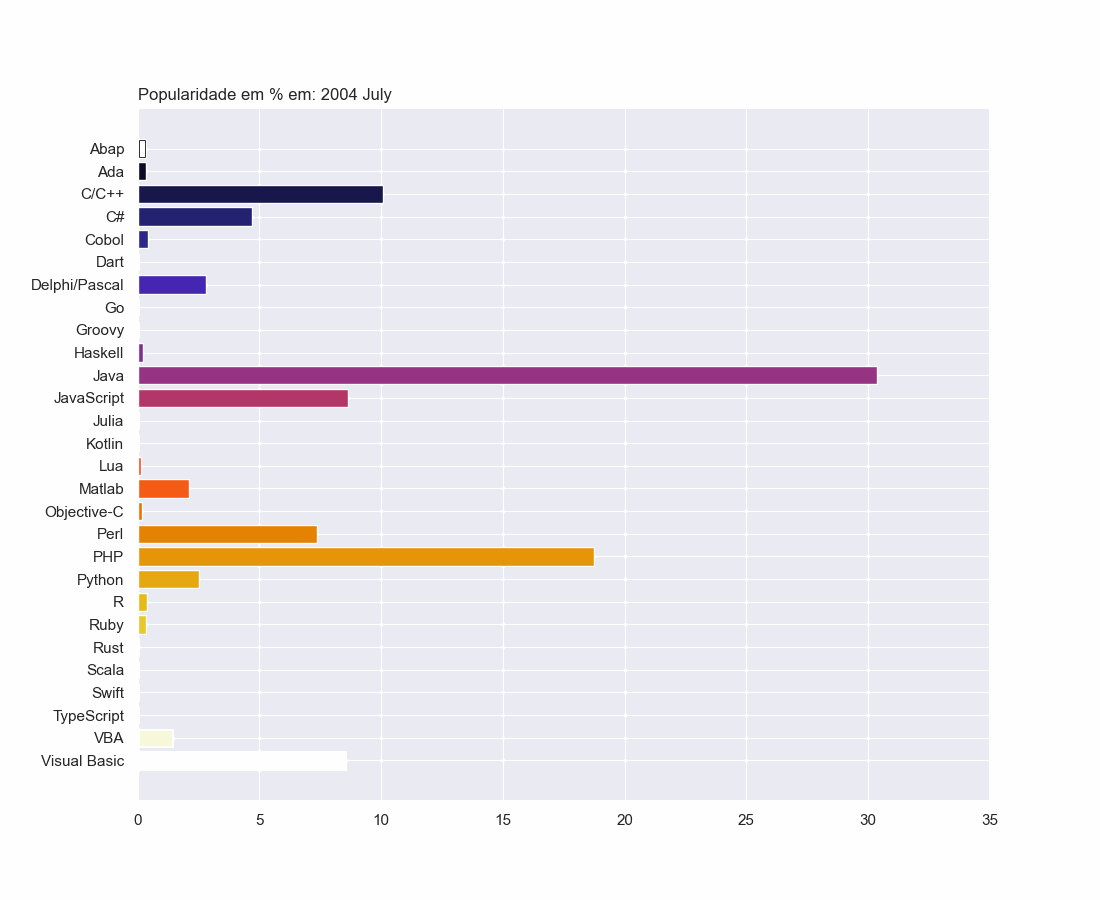 Popularidade em % em: 2004 July
Abap
Ada
C/C++
C#
Cobol
Dart
Delphi/Pascal
Go
Groovy
Haskell
Java
JavaScript
Julia
Kotlin
Lua
Matlab
Objective-C
Perl
PHP
Python
R
Ruby
Rust
Scala
Swift
TypeScript
VBA
Visual Basic
0 5 10 15 20 25 30 35